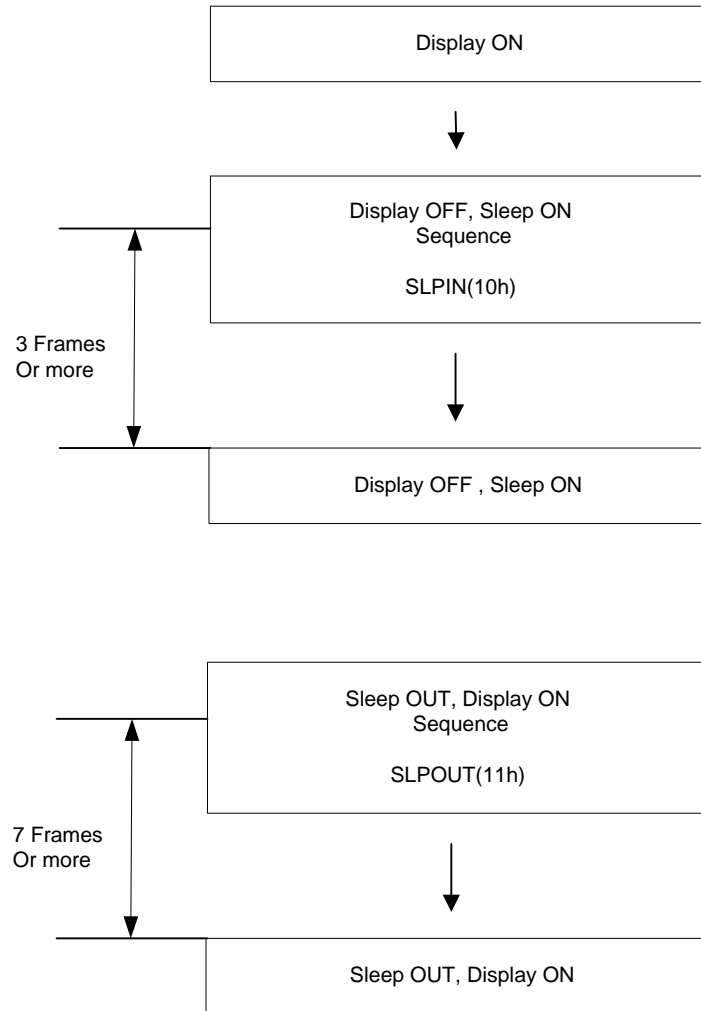 Display ON
Display OFF, Sleep ON
Sequence
SLPIN(10h)
3 Frames
Or more
Display OFF , Sleep ON
Sleep OUT, Display ON
Sequence
SLPOUT(11h)
7 Frames
Or more
Sleep OUT, Display ON